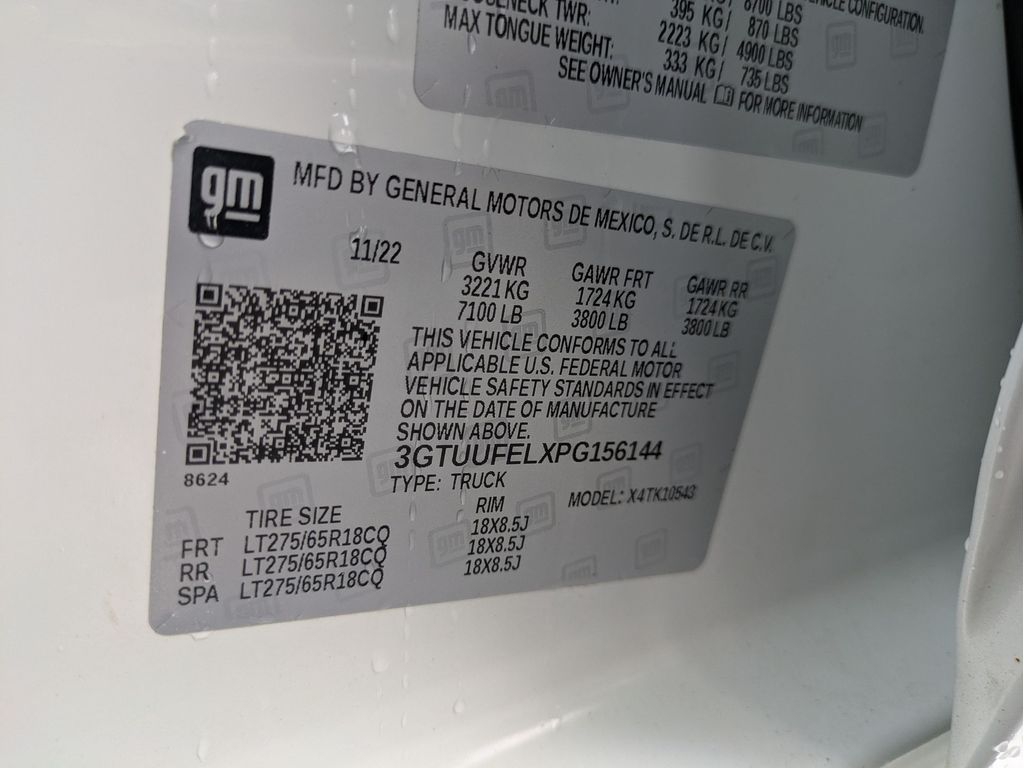 8700 LBS
VEHICLE CONFIGURATION.
395 KG/ 870 LBS
TWR: 2223 KG/ 4900 LBS
MAX TONGUE WEIGHT: 333 KG/ 735 LBS
SEE OWNER'S MANUAL FOR MORE INFORMATION
gm
MFD BY GENERAL MOTORS DE MEXICO, S. DE R.L. DE C.V.
11/22
GVWR GAWR FRT GAWR RR
3221 KG 1724 KG 1724 KG
7100 LB 3800 LB 3800 LB
THIS VEHICLE CONFORMS TO ALL
APPLICABLE U.S. FEDERAL MOTOR
VEHICLE SAFETY STANDARDS IN EFFECT
ON THE DATE OF MANUFACTURE
SHOWN ABOVE.
3GTUUFELXPG156144
8624
TYPE: TRUCK
MODEL: X4TK10543
TIRE SIZE RIM
FRT LT275/65R18CQ 18X8.5J
RR LT275/65R18CQ 18X8.5J
SPA LT275/65R18CQ 18X8.5J